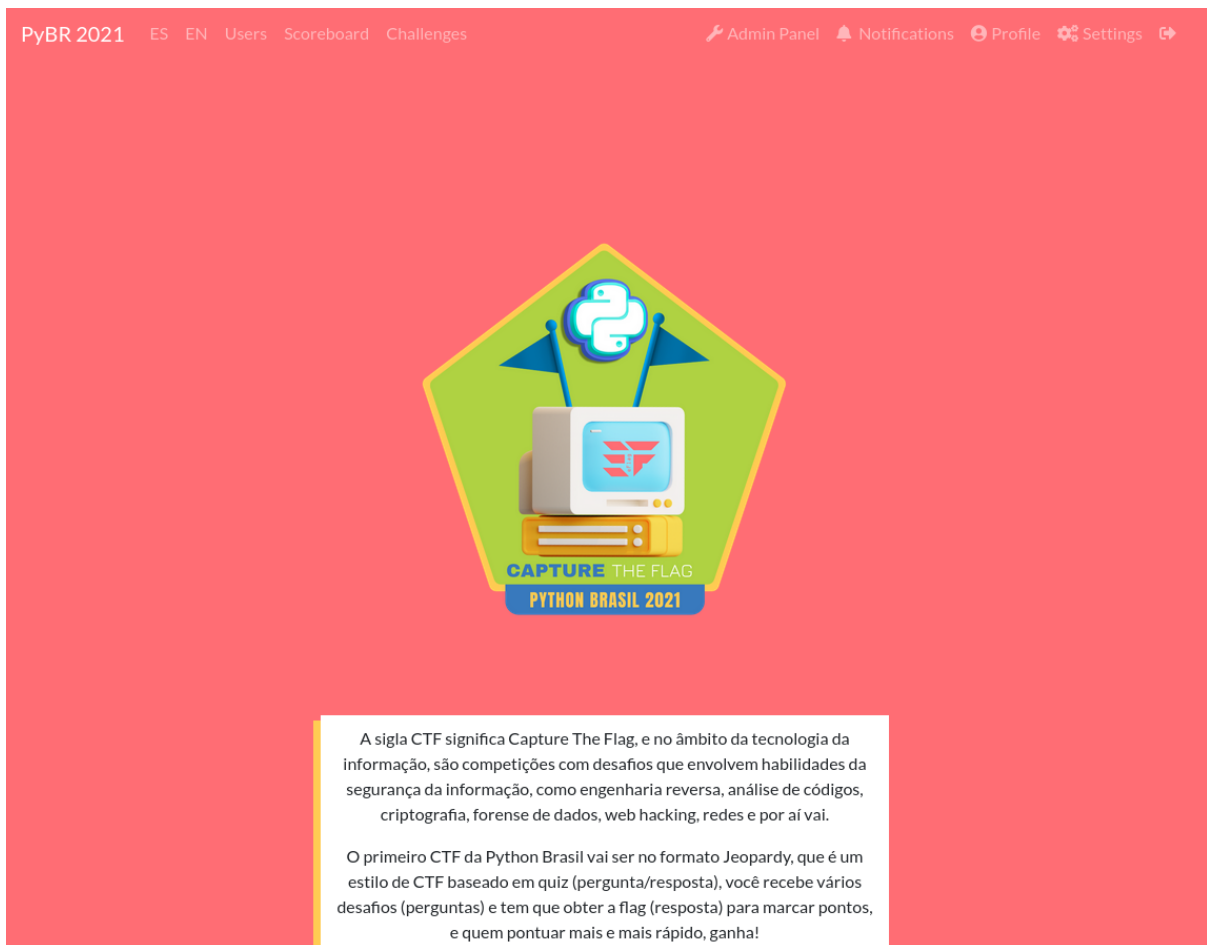 PyBR 2021 ES EN Users Scoreboard Challenges Admin Panel Notifications Profile Settings
CAPTURE THE FLAG
PYTHON BRASIL 2021
A sigla CTF significa Capture The Flag, e no âmbito da tecnologia da
informação, são competições com desafios que envolvem habilidades da
segurança da informação, como engenharia reversa, análise de códigos,
criptografia, forense de dados, web hacking, redes e por aí vai.
O primeiro CTF da Python Brasil vai ser no formato Jeopardy, que é um
estilo de CTF baseado em quiz (pergunta/resposta), você recebe vários
desafios (perguntas) e tem que obter a flag (resposta) para marcar pontos,
e quem pontuar mais e mais rápido, ganha!